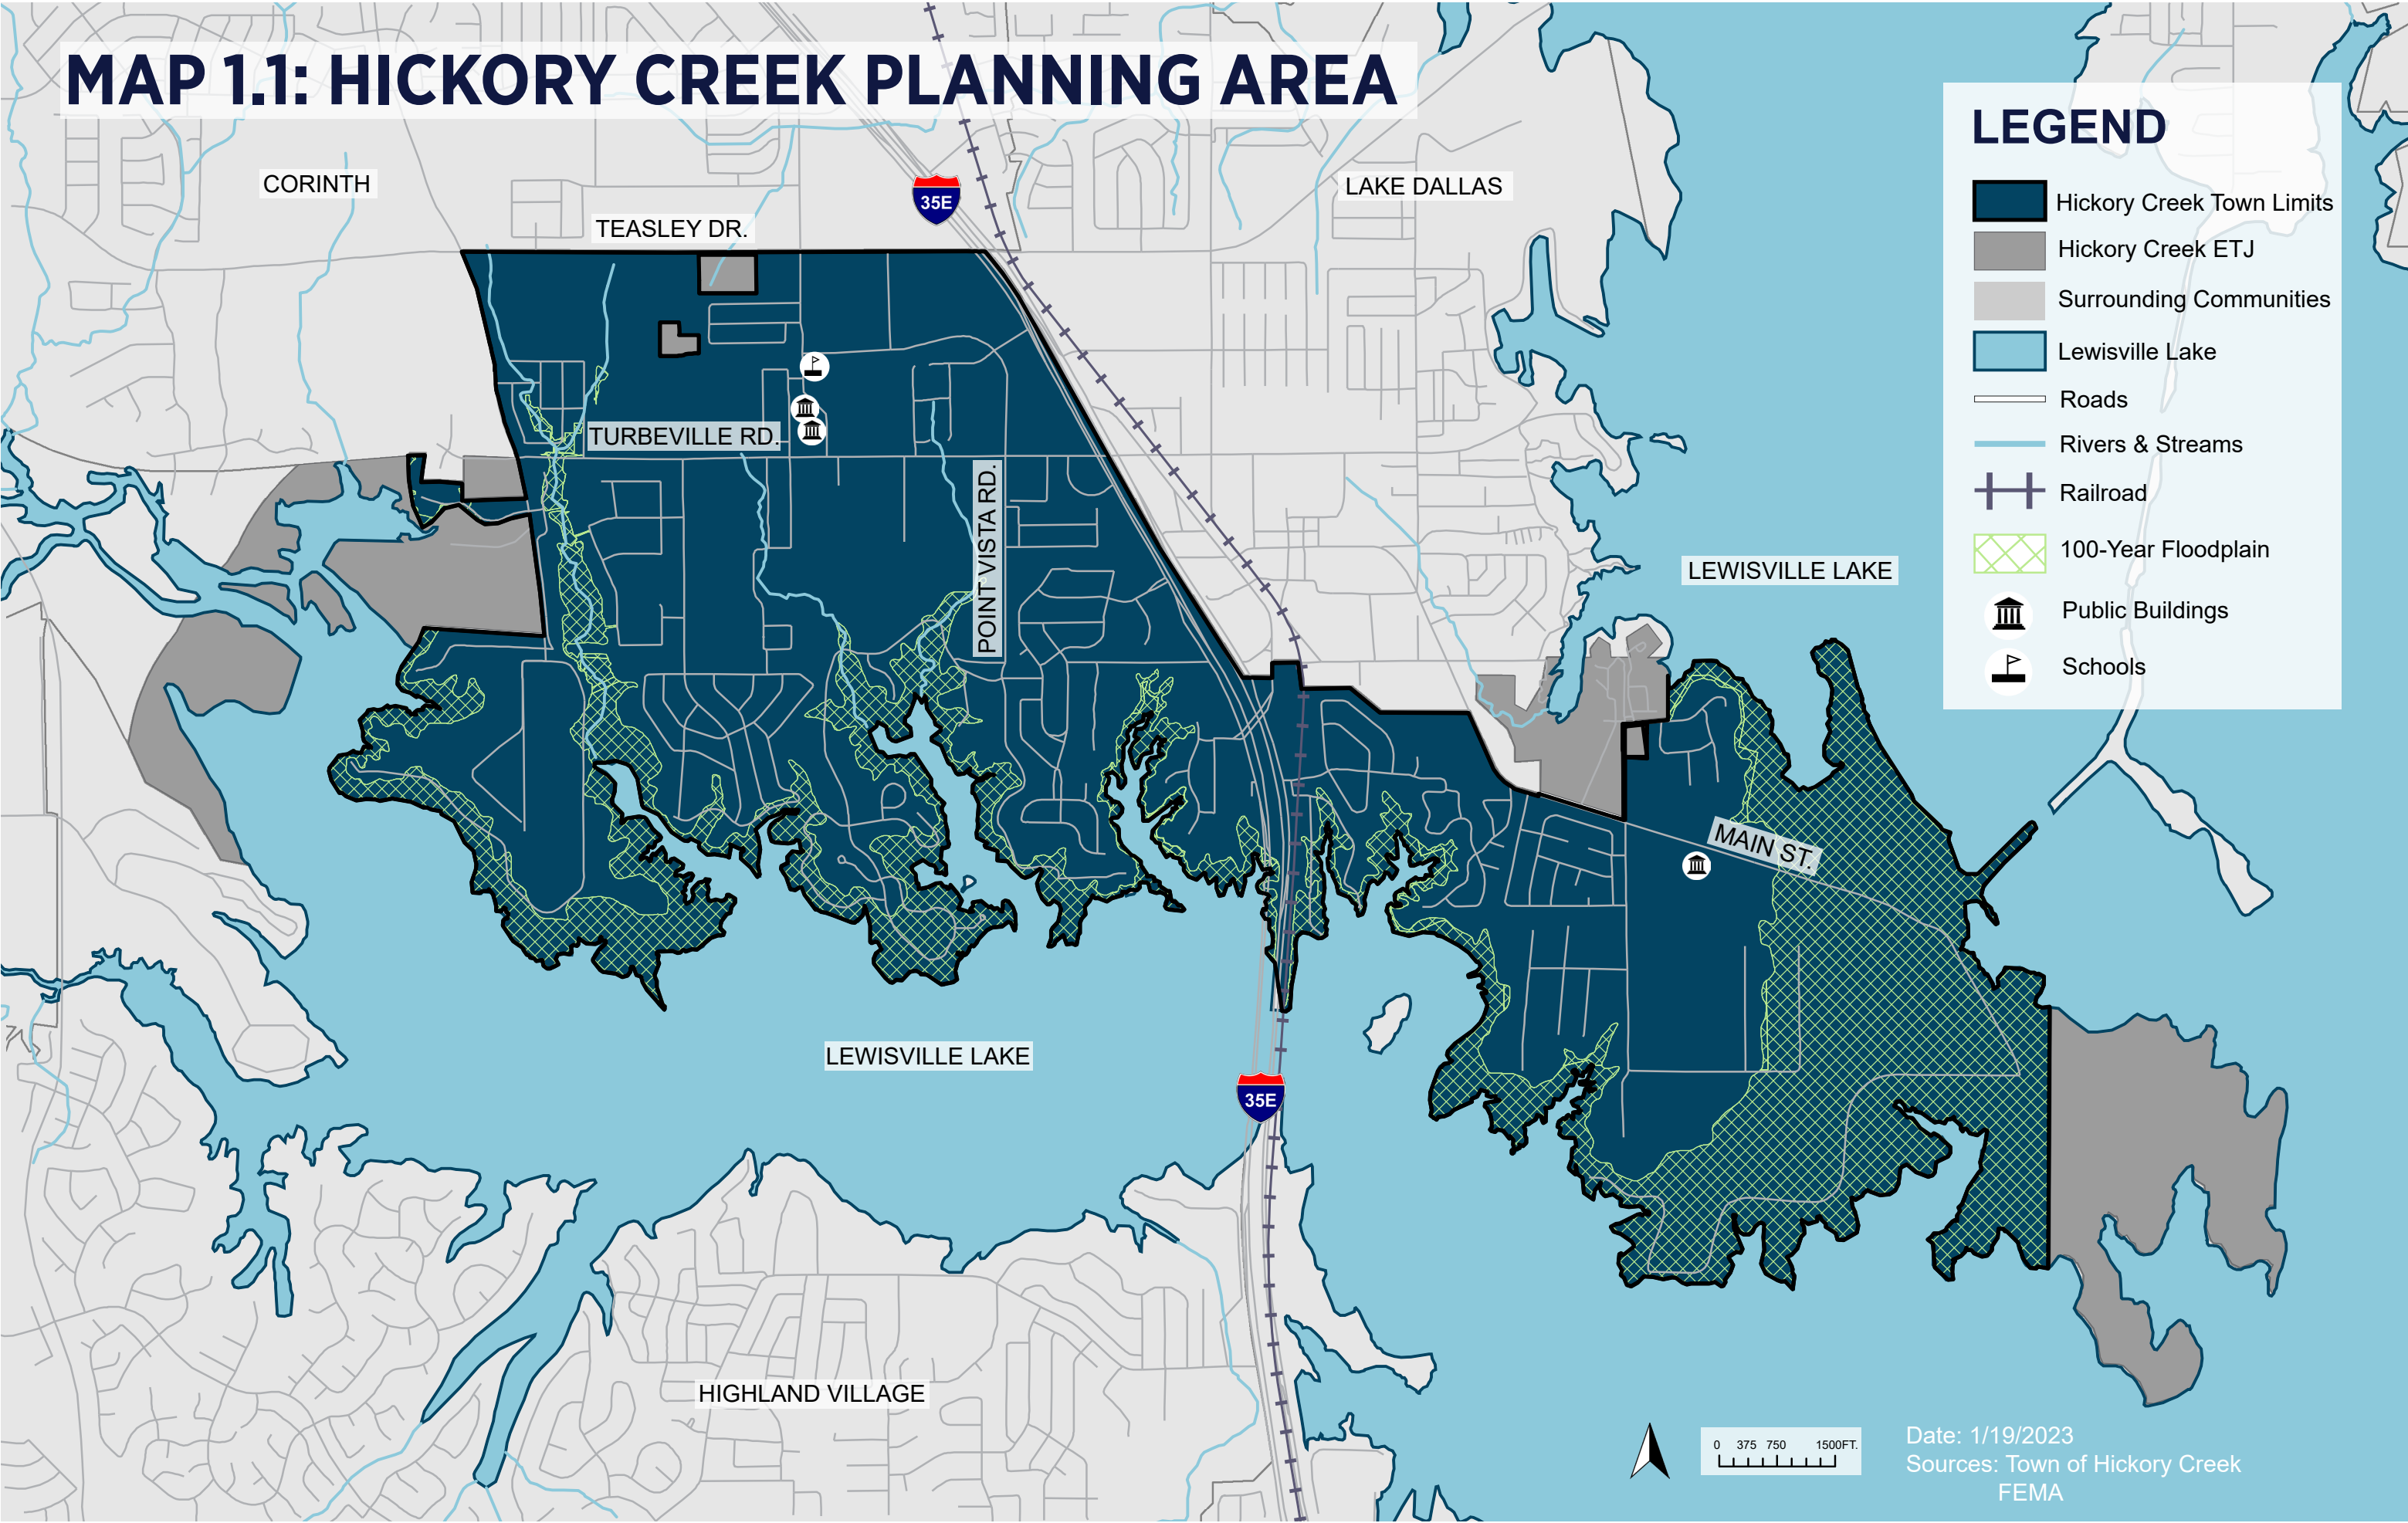 MAP 1.1: HICKORY CREEK PLANNING AREA
LEGEND
Hickory Creek Town Limits
Hickory Creek ETJ
Surrounding Communities
Lewisville Lake
Roads
Rivers & Streams
Railroad
100-Year Floodplain
Public Buildings
Schools
CORINTH
LAKE DALLAS
35E
TEASLEY DR.
TURBEVILLE RD.
POINT VISTA RD.
LEWISVILLE LAKE
MAIN ST.
LEWISVILLE LAKE
35E
HIGHLAND VILLAGE
0 375 750 1500FT.
Date: 1/19/2023
Sources: Town of Hickory Creek
FEMA